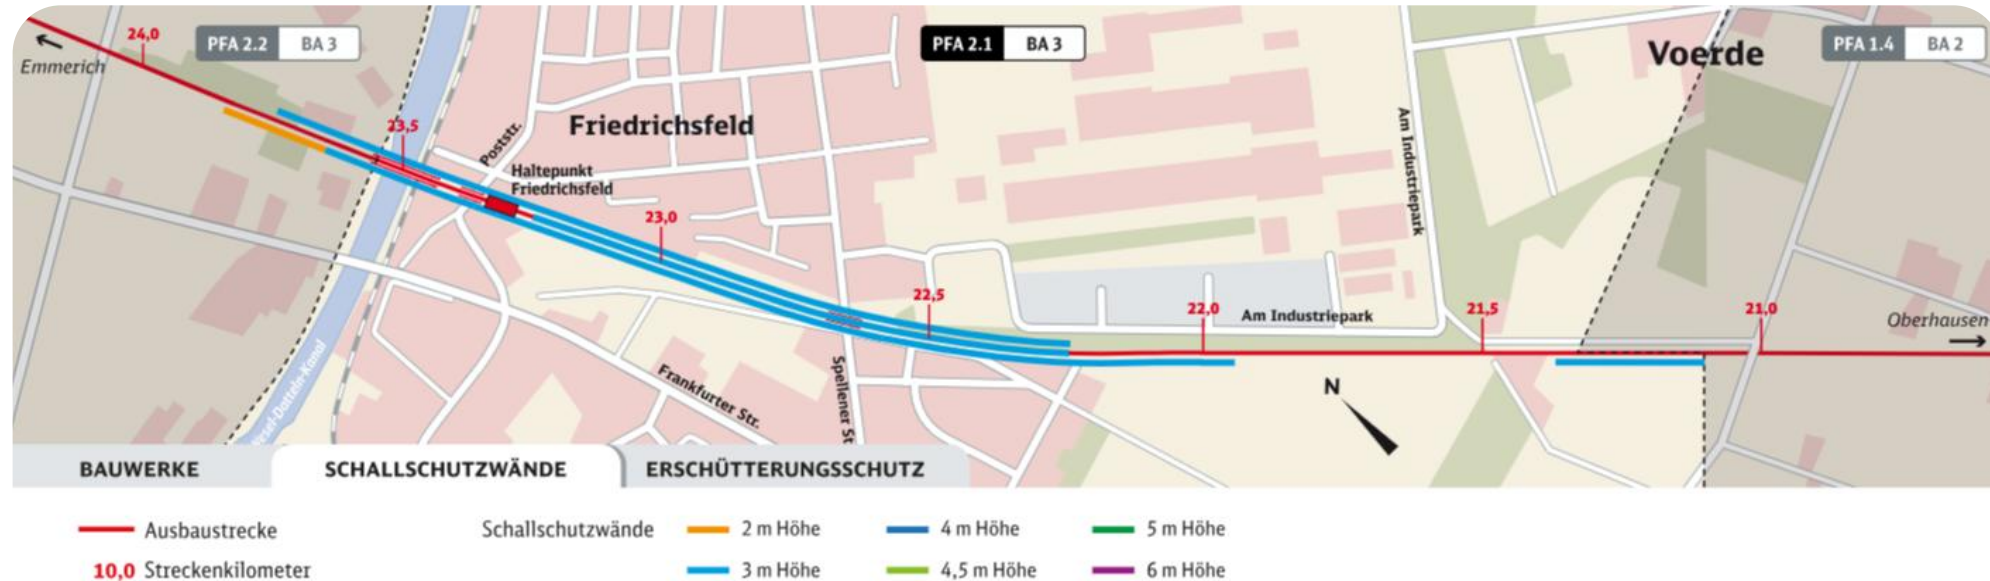 24,0
PFA 2.2 BA 3
PFA 2.1 BA 3
Voerde
PFA 1.4 BA 2
Emmerich
23,5
Poststr.
Friedrichsfeld
Am Industriepark
Haltepunkt
Friedrichsfeld
23,0
22,5
22,0
Am Industriepark
21,5
21,0
Oberhausen
Wesel-Datteln-Kanal
Frankfurter Str.
Spellener St
N
BAUWERKE SCHALLSCHUTZWÄNDE ERSCHÜTTERUNGSSCHUTZ
Ausbaustrecke Schallschutzwände 2 m Höhe 4 m Höhe 5 m Höhe
10,0 Streckenkilometer 3 m Höhe 4,5 m Höhe 6 m Höhe